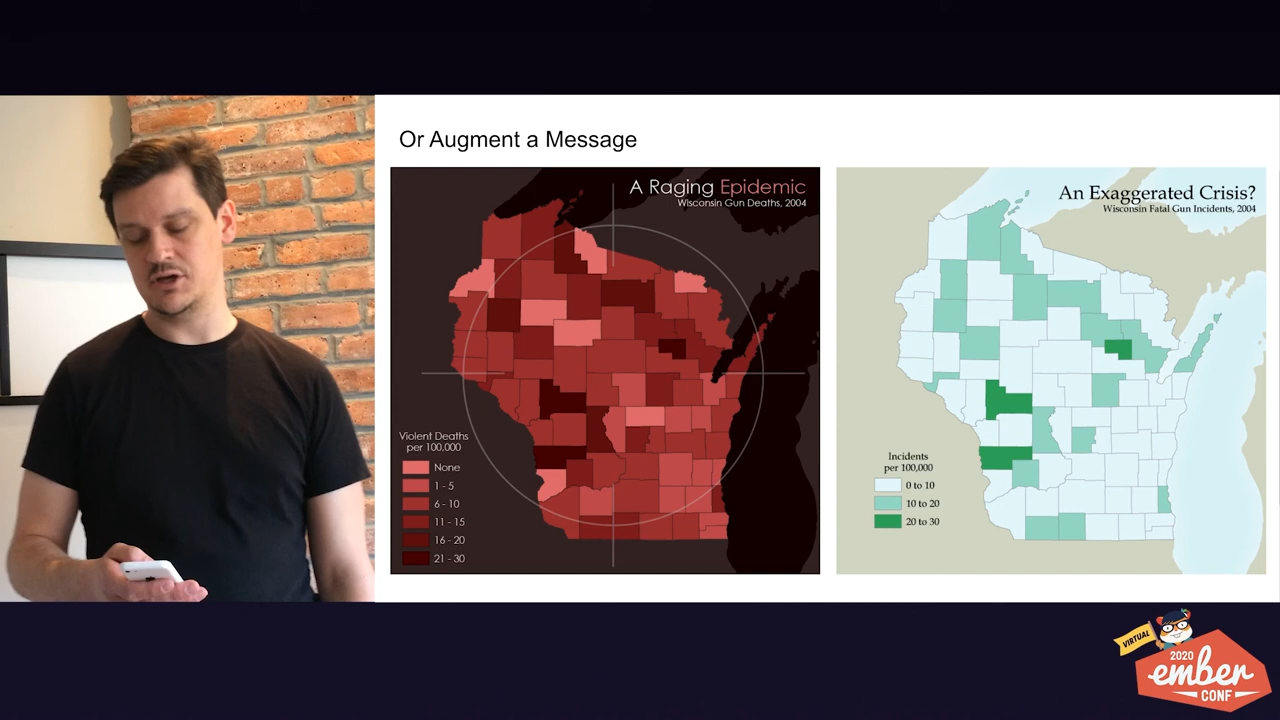 Or Augment a Message
A Raging Epidemic
Wisconsin Gun Deaths, 2004
Violent Deaths
per 100,000
None
1 - 5
6 - 10
11 - 15
16 - 20
21 - 30
An Exaggerated Crisis?
Wisconsin Fatal Gun Incidents, 2004
Incidents
per 100,000
0 to 10
10 to 20
20 to 30
VIRTUAL
2020
ember
CONF